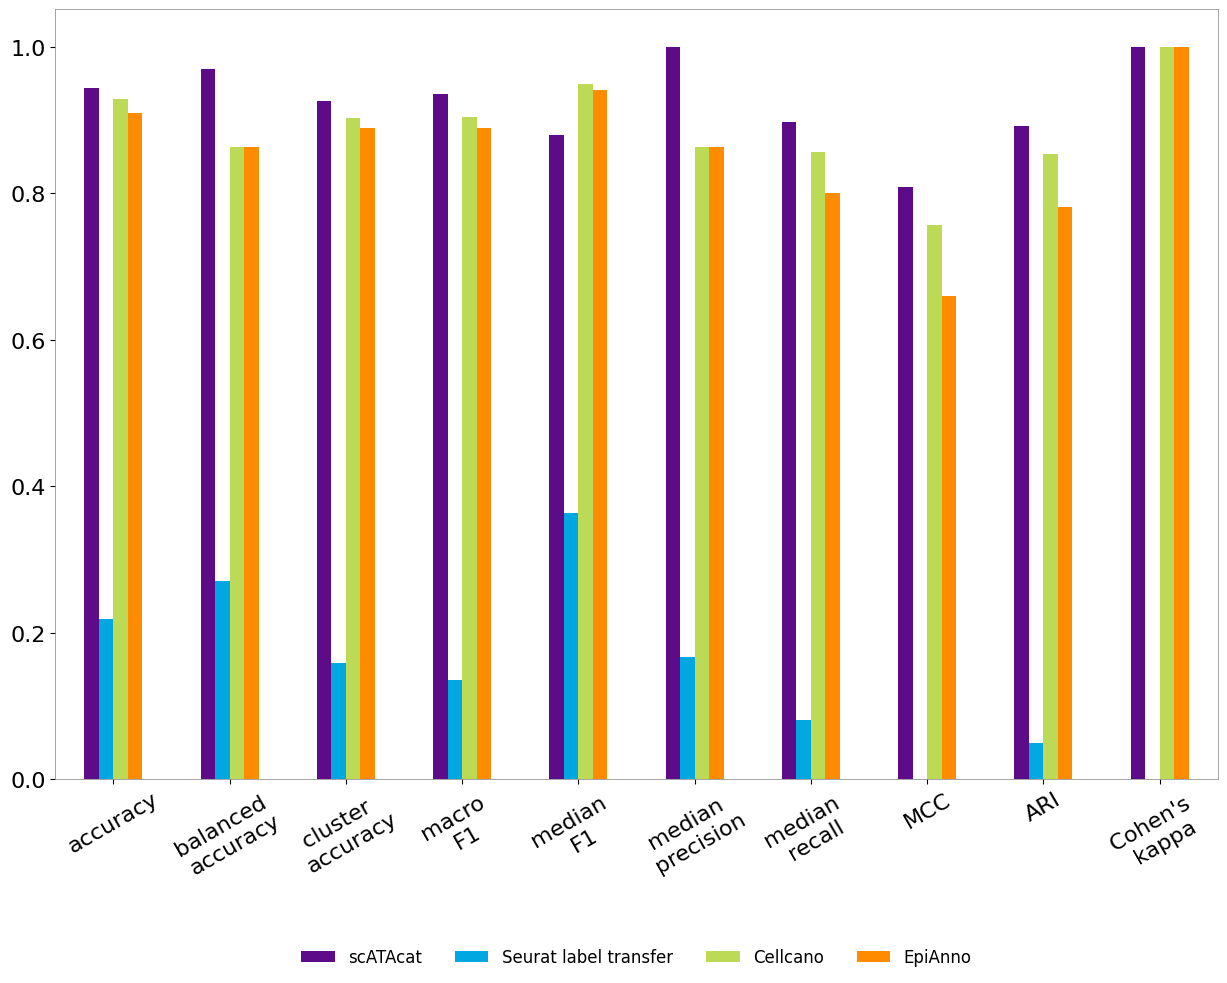 1.0
0.8
0.6
0.4
0.2
0.0
accuracy
balanced
accuracy
cluster
accuracy
macro
F1
median
F1
median
precision
median
recall
MCC
ARI
Cohen's
kappa
scATAcat
Seurat label transfer
Cellcano
EpiAnno